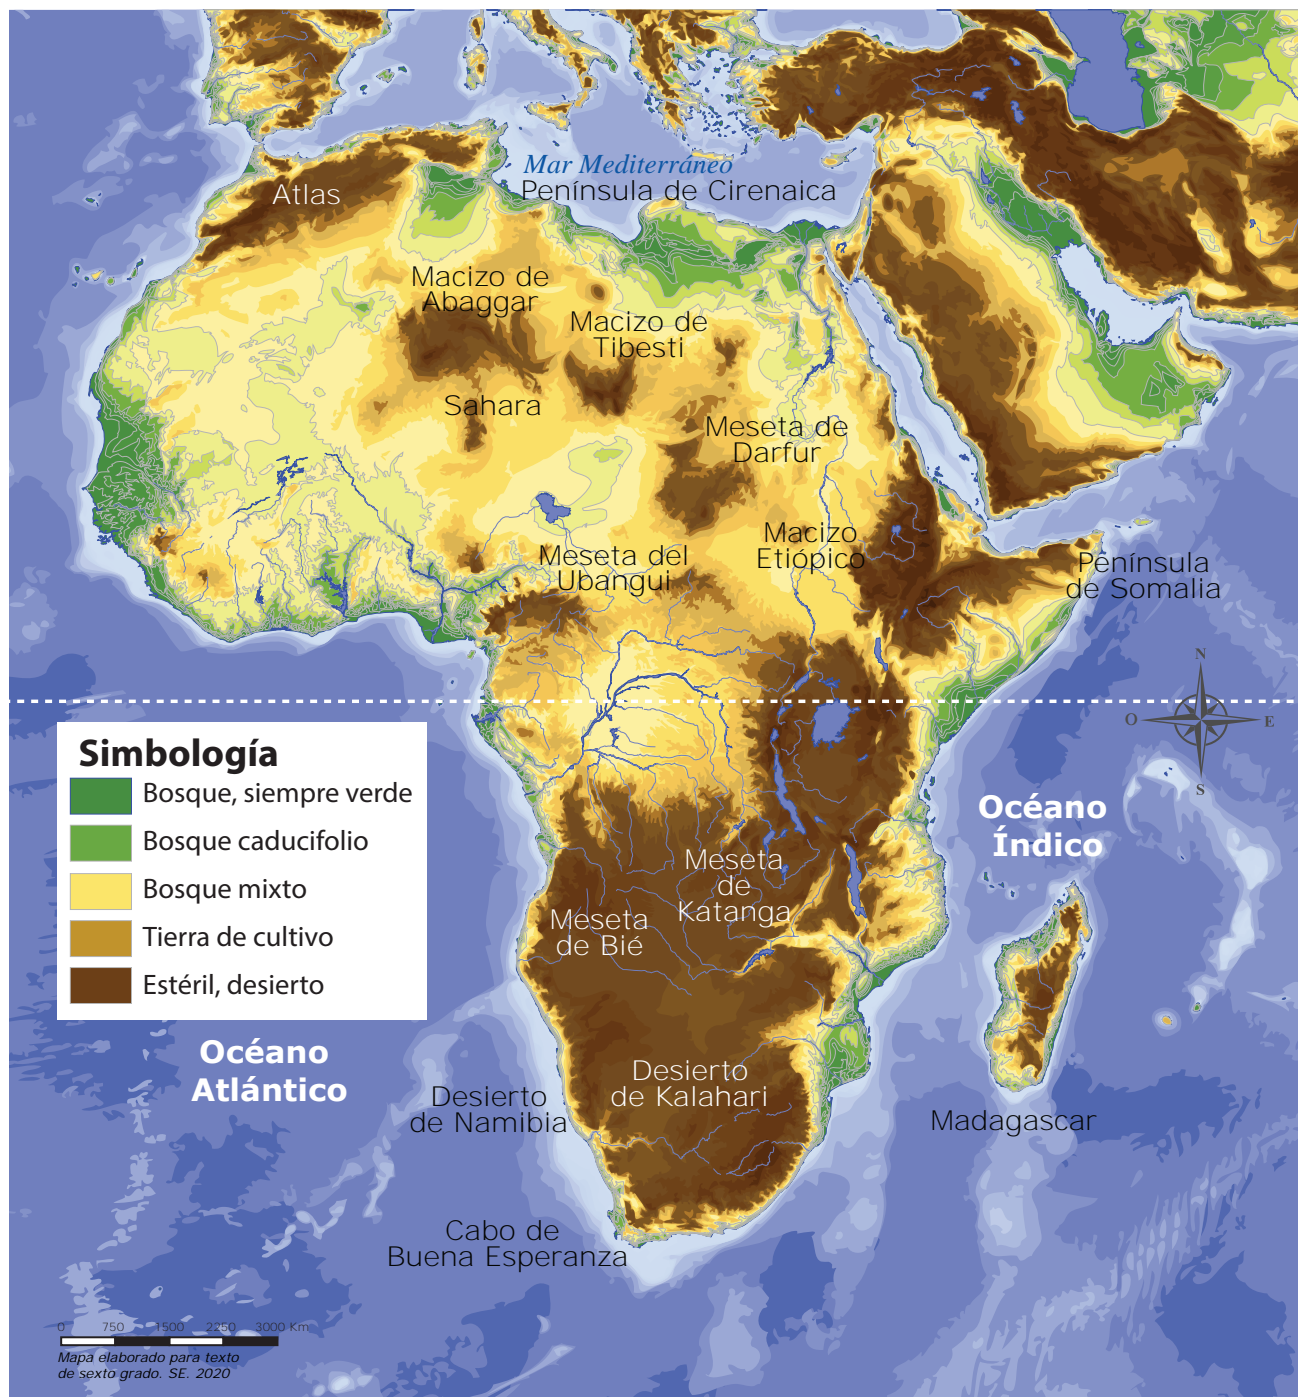 Mar Mediterráneo
Península de Cirenaica
Atlas
Macizo de
Abaggar
Macizo de
Tibesti
Sahara
Meseta de
Darfur
Macizo
Etiópico
Meseta del
Ubangui
Península
de Somalia
N
O
E
S
Simbología
Bosque, siempre verde
Bosque caducifolio
Bosque mixto
Tierra de cultivo
Estéril, desierto
Océano
Índico
Meseta
de
Katanga
Meseta
de Bié
Océano
Atlántico
Desierto
de Kalahari
Desierto
de Namibia
Madagascar
Cabo de
Buena Esperanza
0 750 1500 2250 3000 Km
Mapa elaborado para texto
de sexto grado. SE. 2020